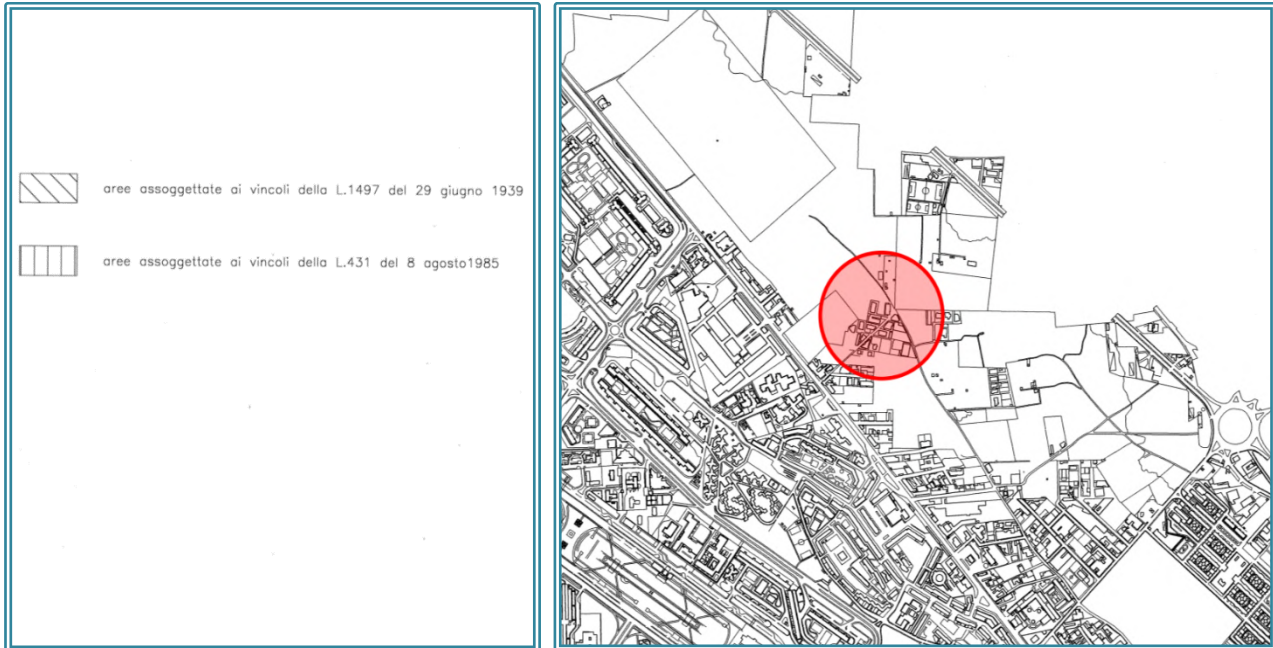 aree assoggettate ai vincoli della L.1497 del 29 giugno 1939
aree assoggettate ai vincoli della L.431 del 8 agosto1985